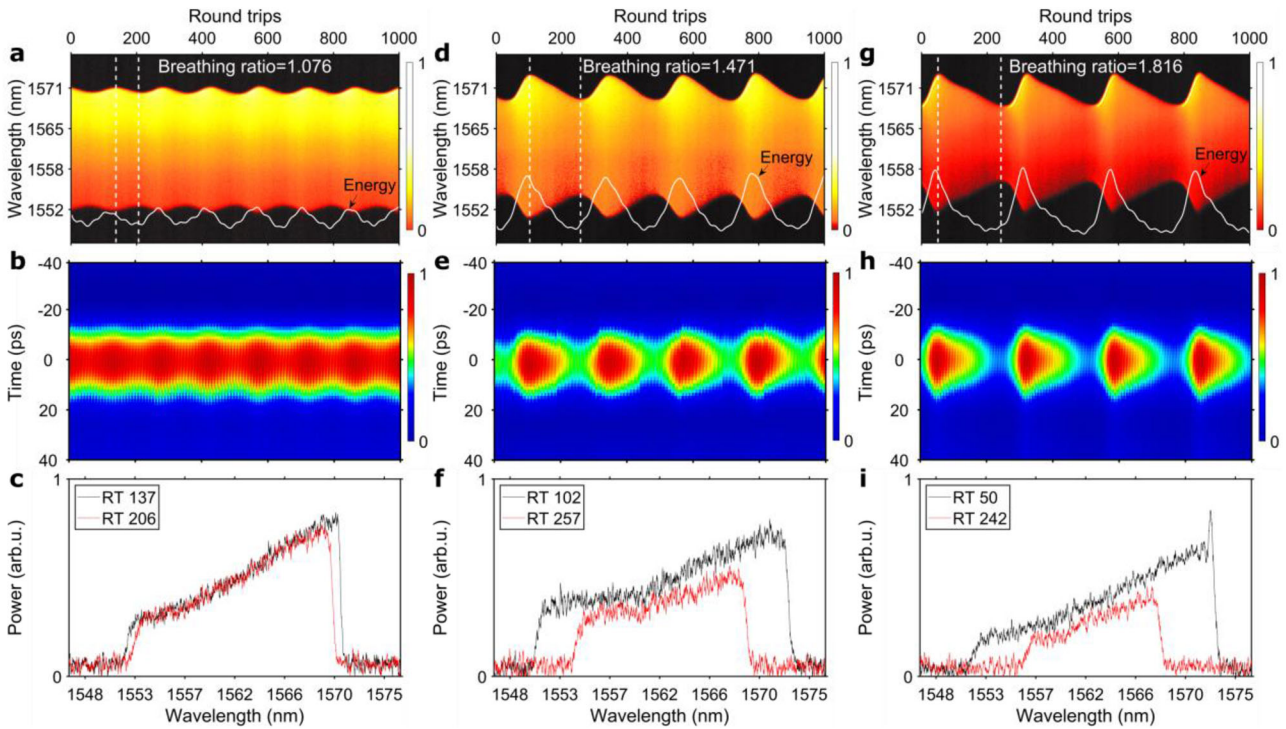 Round trips
Round trips
Round trips
a
0 200 400 600 800 1000
d
0 200 400 600 800 1000
g
0 200 400 600 800 1000
Breathing ratio=1.076
Breathing ratio=1.471
Breathing ratio=1.816
Wavelength (nm)
1571
1565
1558
1552
Energy
1
0
Wavelength (nm)
1571
1565
1558
1552
Energy
1
0
Wavelength (nm)
1571
1565
1558
1552
Energy
1
0
b
Time (ps)
-40
-20
0
20
40
1
0
e
Time (ps)
-40
-20
0
20
40
1
0
h
Time (ps)
-40
-20
0
20
40
1
0
c
Power (arb.u.)
1
0
RT 137
RT 206
1548 1553 1557 1562 1566 1570 1575
Wavelength (nm)
f
Power (arb.u.)
1
0
RT 102
RT 257
1548 1553 1557 1562 1566 1570 1575
Wavelength (nm)
i
Power (arb.u.)
1
0
RT 50
RT 242
1548 1553 1557 1562 1566 1570 1575
Wavelength (nm)